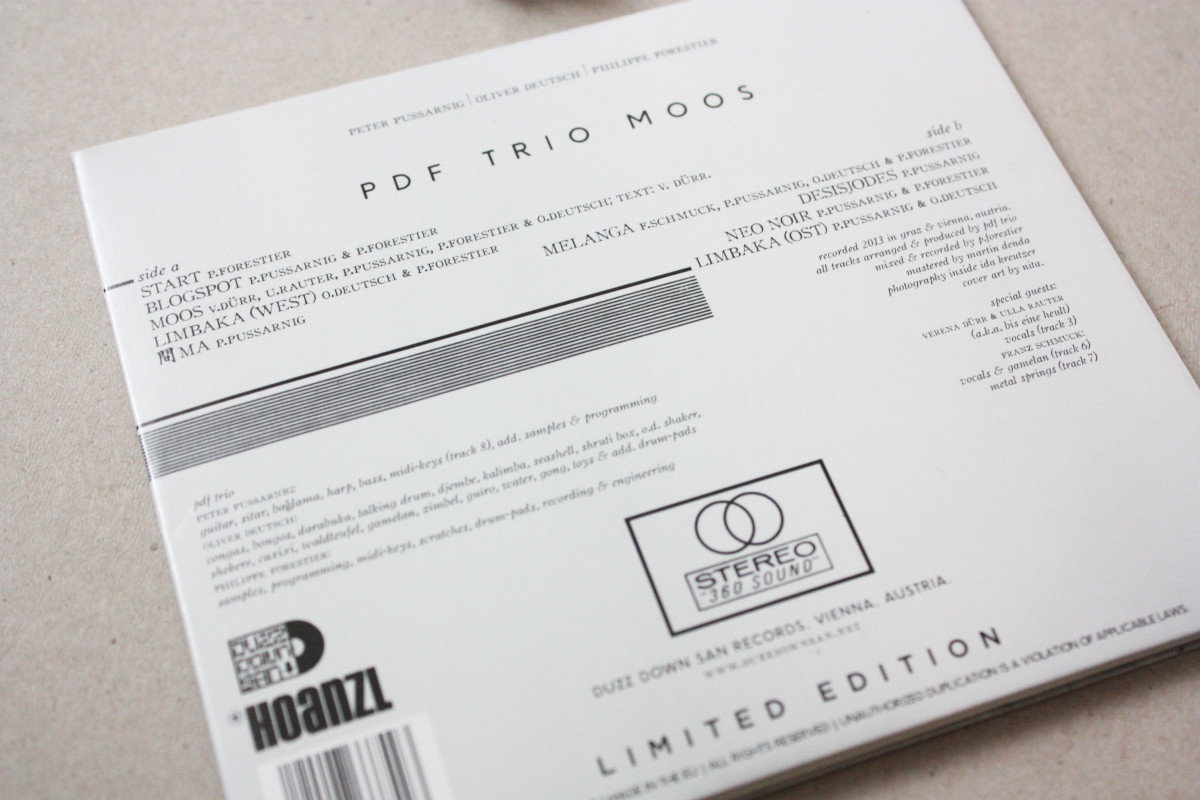 PETER PUSSARNIG | OLIVER DEUTSCH | PHILIPPE FORESTIER
PDF TRIO MOOS
side a
START P.FORESTIER
BLOGSPOT P.PUSSARNIG & P.FORESTIER
MOOS V.DÜRR, U.RAUTER, P.PUSSARNIG, P.FORESTIER & O.DEUTSCH; TEXT: V. DÜRR.
LIMBAKA (WEST) O.DEUTSCH & P.FORESTIER
間 MA P.PUSSARNIG
side b
MELANGA F.SCHMUCK, P.PUSSARNIG, O.DEUTSCH & P.FORESTIER
DESISJODES P.PUSSARNIG
NEO NOIR P.PUSSARNIG & P.FORESTIER
LIMBAKA (OST) P.PUSSARNIG & O.DEUTSCH
recorded 2013 in graz & vienna, austria.
all tracks arranged & produced by pdf trio
mixed & recorded by p.forestier
mastered by martin denda
photography inside ida kreutzer
cover art by nita.
special guests:
VERENA DÜRR & ULLA RAUTER
(a.k.a. bis eine heult)
vocals (track 3)
FRANZ SCHMUCK:
vocals & gamelan (track 6)
metal springs (track 7)
pdf trio
PETER PUSSARNIG:
guitar, sitar, bağlama, harp, bass, midi-keys (track 8), add. samples & programming
OLIVER DEUTSCH:
congas, bongos, darabuka, talking drum, djembe, kalimba, seashell, shruti box, o.d. shaker,
shekere, caxixi, waldteufel, gamelan, zimbel, guiro, water, gong, toys & add. drum-pads
PHILIPPE FORESTIER:
samples, programming, midi-keys, scratches, drum-pads, recording & engineering
STEREO
"360 SOUND"
duzz down san
HOANZL
DUZZ DOWN SAN RECORDS. VIENNA. AUSTRIA.
WWW.DUZZDOWNSAN.NET
LIMITED EDITION
MADE IN THE EU | ALL RIGHTS RESERVED | UNAUTHORIZED DUPLICATION IS A VIOLATION OF APPLICABLE LAWS.